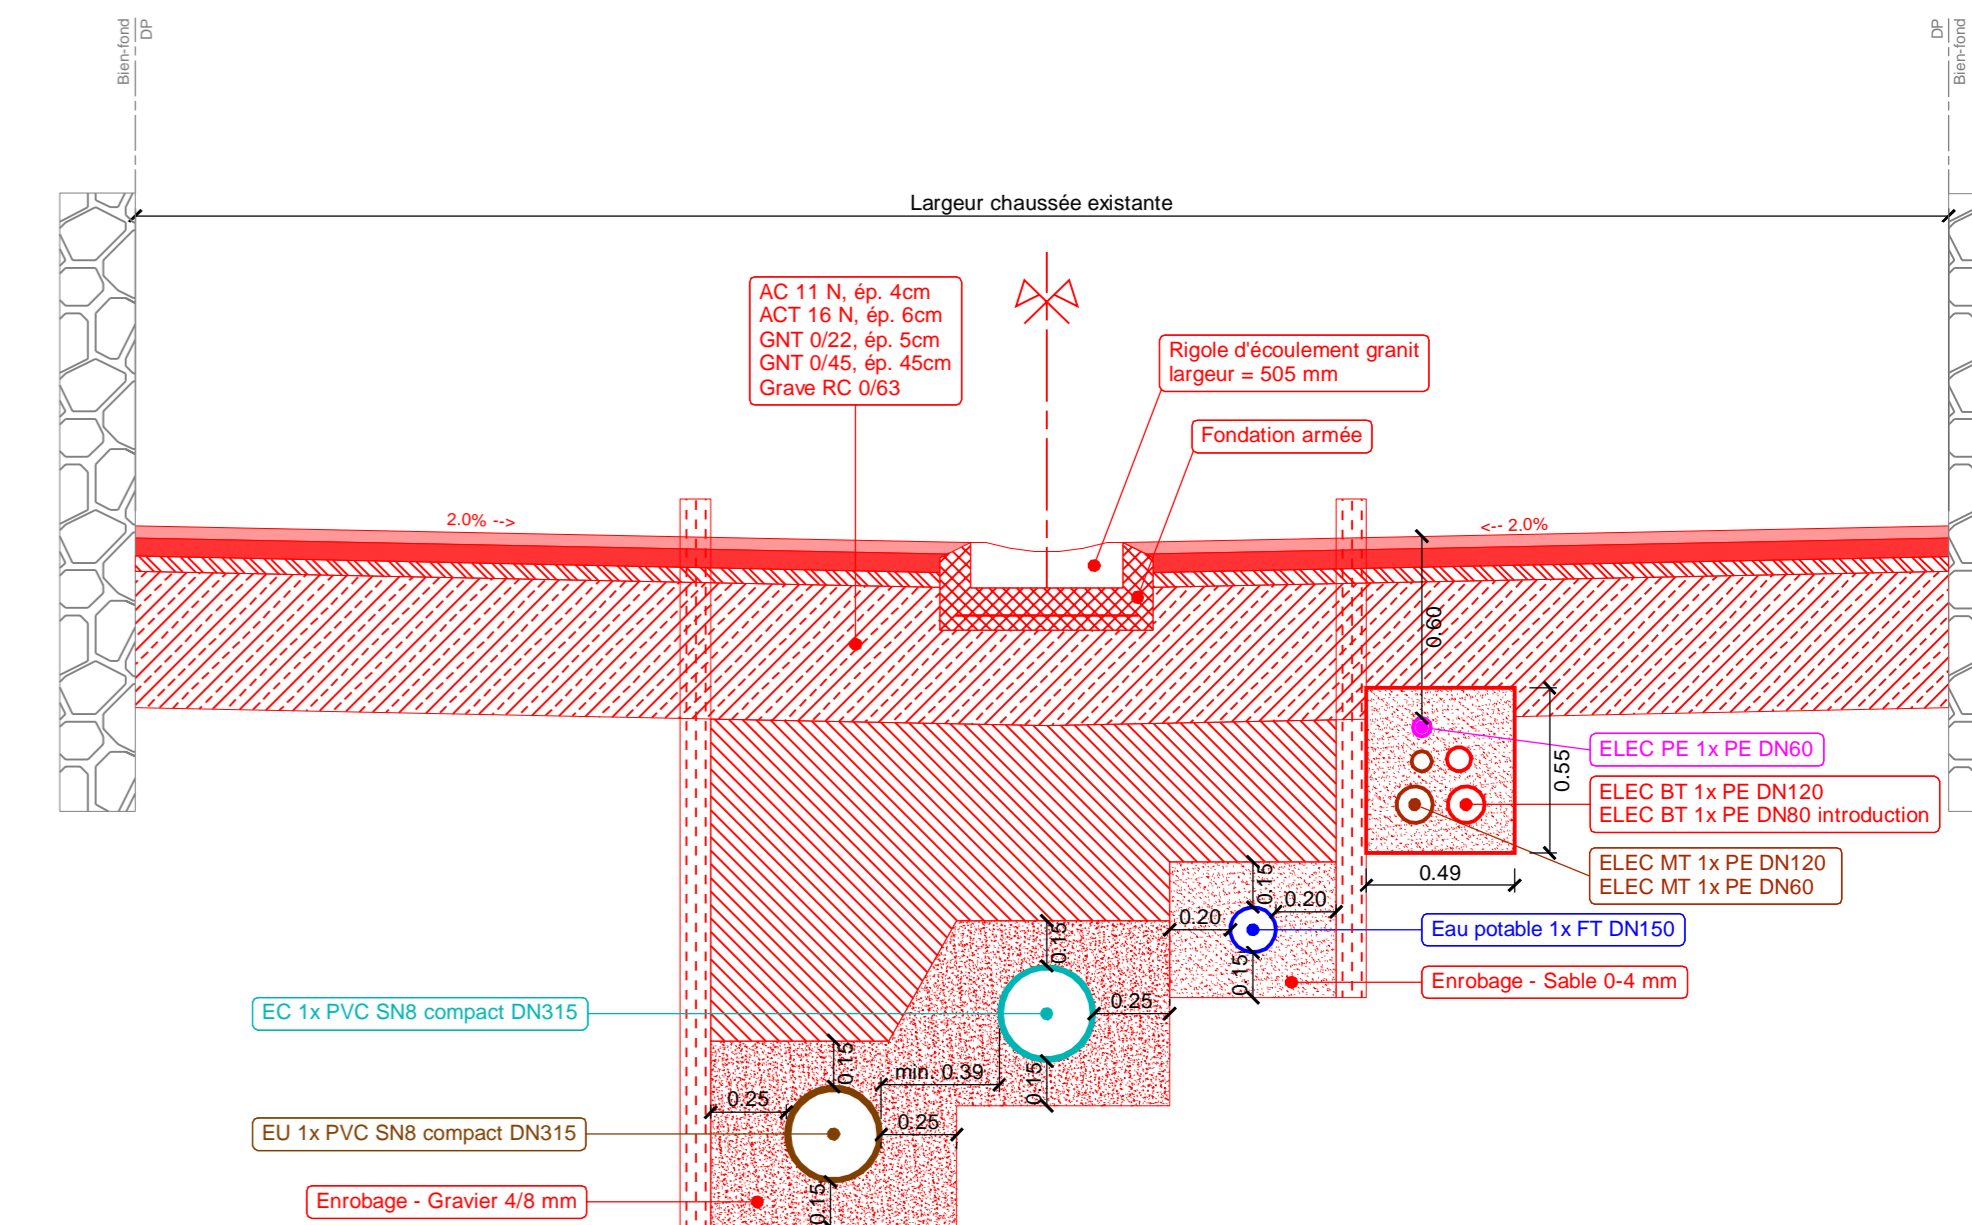 Bien-fond
DP
DP
Bien-fond
Largeur chaussée existante
AC 11 N, ép. 4cm
ACT 16 N, ép. 6cm
GNT 0/22, ép. 5cm
GNT 0/45, ép. 45cm
Grave RC 0/63
Rigole d'écoulement granit
largeur = 505 mm
Fondation armée
2.0% -->
<-- 2.0%
0.60
ELEC PE 1x PE DN60
0.55
ELEC BT 1x PE DN120
ELEC BT 1x PE DN80 introduction
ELEC MT 1x PE DN120
ELEC MT 1x PE DN60
0.49
0.15
0.20
0.20
Eau potable 1x FT DN150
0.15
0.15
Enrobage - Sable 0-4 mm
EC 1x PVC SN8 compact DN315
0.25
0.15
min. 0.39
0.15
0.25
0.25
EU 1x PVC SN8 compact DN315
Enrobage - Gravier 4/8 mm
0.15